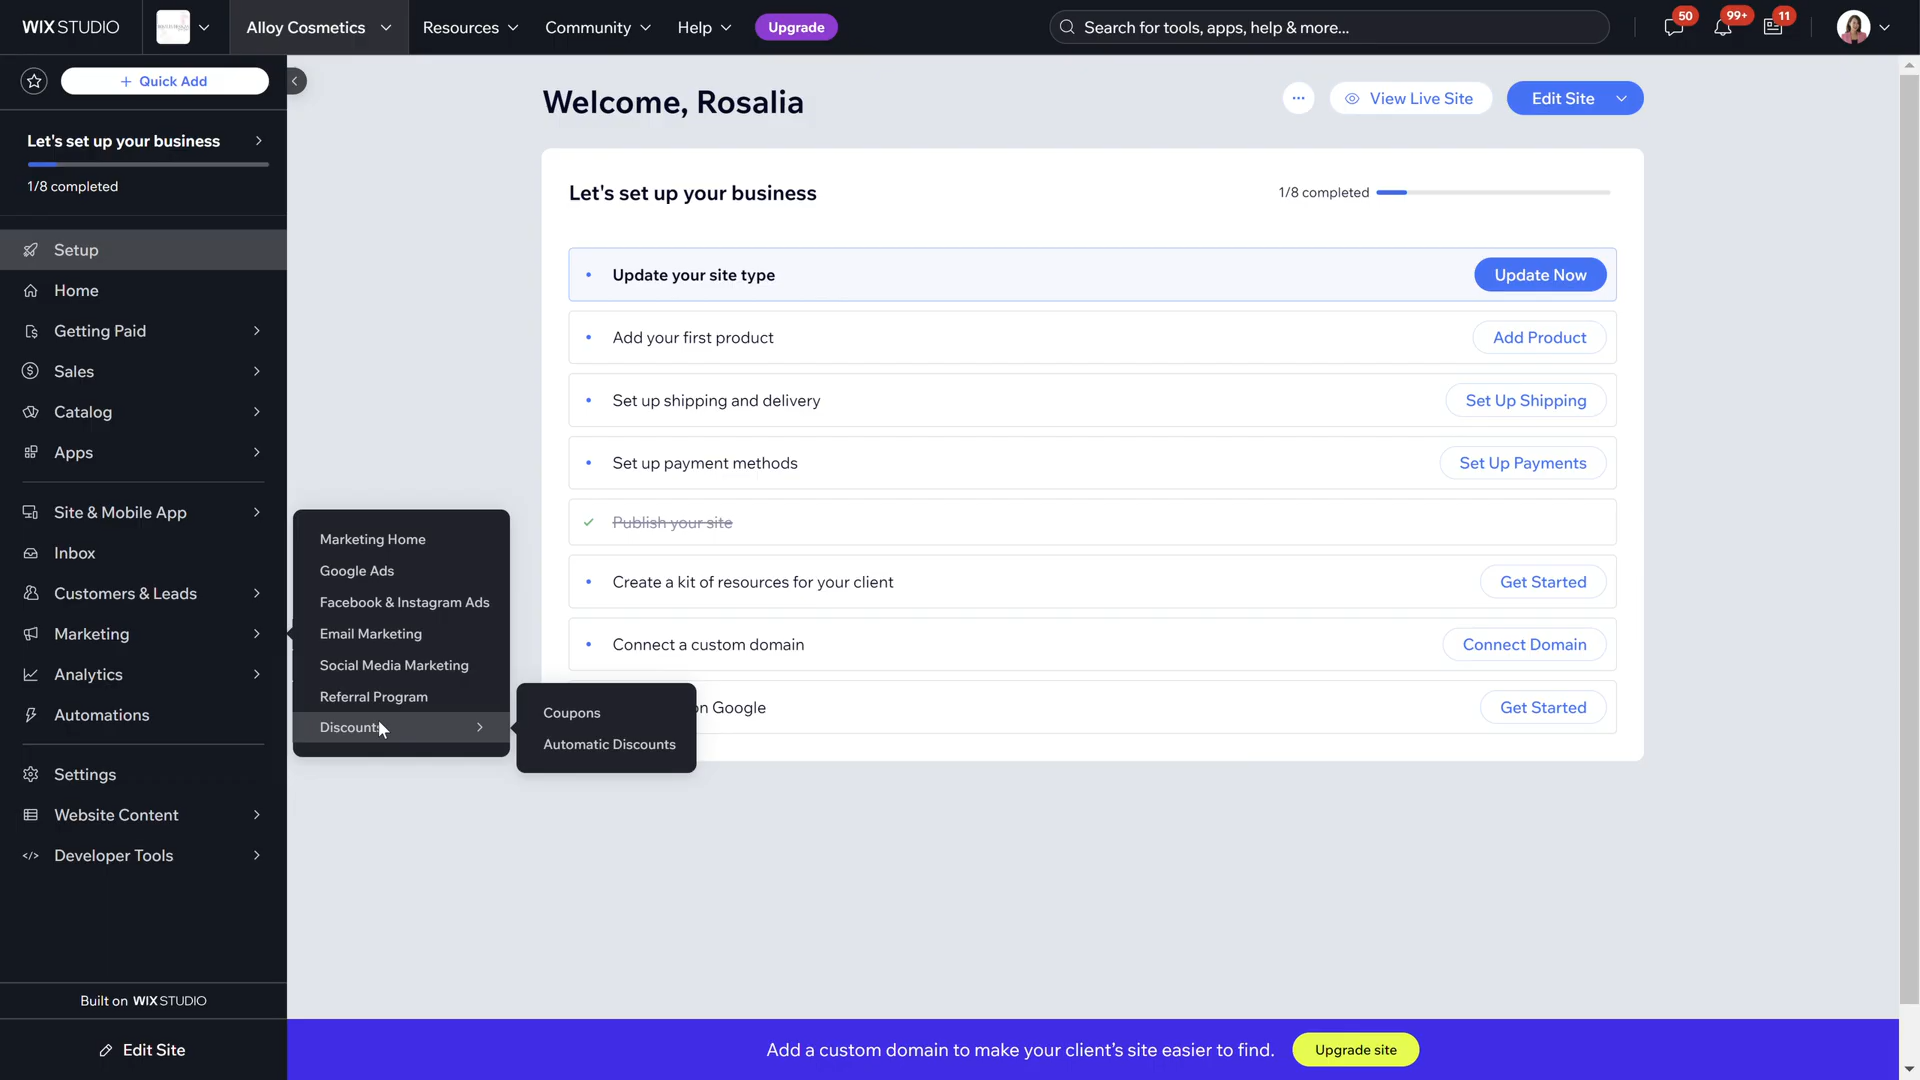 WIX STUDIO
Alloy Cosmetics
Resources
Community
Help
Upgrade
Search for tools, apps, help & more...
50
99+
11
Quick Add
Let's set up your business
1/8 completed
Setup
Home
Getting Paid
Sales
Catalog
Apps
Site & Mobile App
Inbox
Customers & Leads
Marketing
Analytics
Automations
Settings
Website Content
Developer Tools
Built on WIX STUDIO
Edit Site
Marketing Home
Google Ads
Facebook & Instagram Ads
Email Marketing
Social Media Marketing
Referral Program
Discounts
Coupons
Automatic Discounts
Welcome, Rosalia
View Live Site
Edit Site
Let's set up your business
1/8 completed
Update your site type
Update Now
Add your first product
Add Product
Set up shipping and delivery
Set Up Shipping
Set up payment methods
Set Up Payments
Publish your site
Create a kit of resources for your client
Get Started
Connect a custom domain
Connect Domain
on Google
Get Started
Add a custom domain to make your client's site easier to find.
Upgrade site